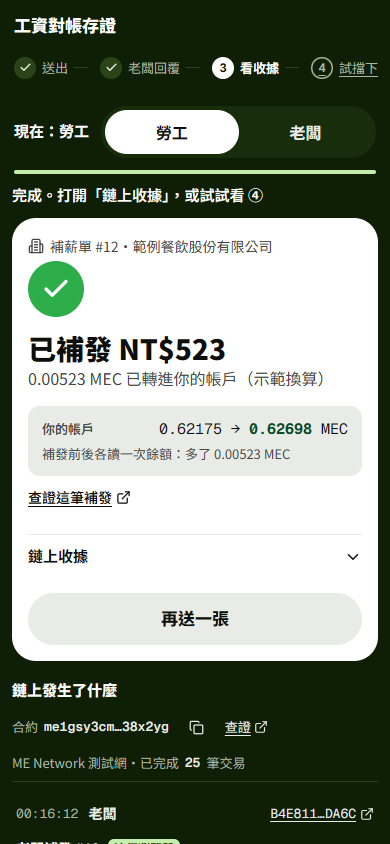 工資對帳存證
送出 老闆回覆 3 看收據 4 試擋下
現在：勞工 勞工 老闆
完成。打開「鏈上收據」，或試試看 ④
補薪單 #12・範例餐飲股份有限公司
已補發 NT$523
0.00523 MEC 已轉進你的帳戶（示範換算）
你的帳戶 0.62175 → 0.62698 MEC
補發前後各讀一次餘額：多了 0.00523 MEC
查證這筆補發
鏈上收據
再送一張
鏈上發生了什麼
合約 me1gsy3cm…38x2yg 查證
ME Network 測試網・已完成 25 筆交易
00:16:12 老闆 B4E811…DA6C